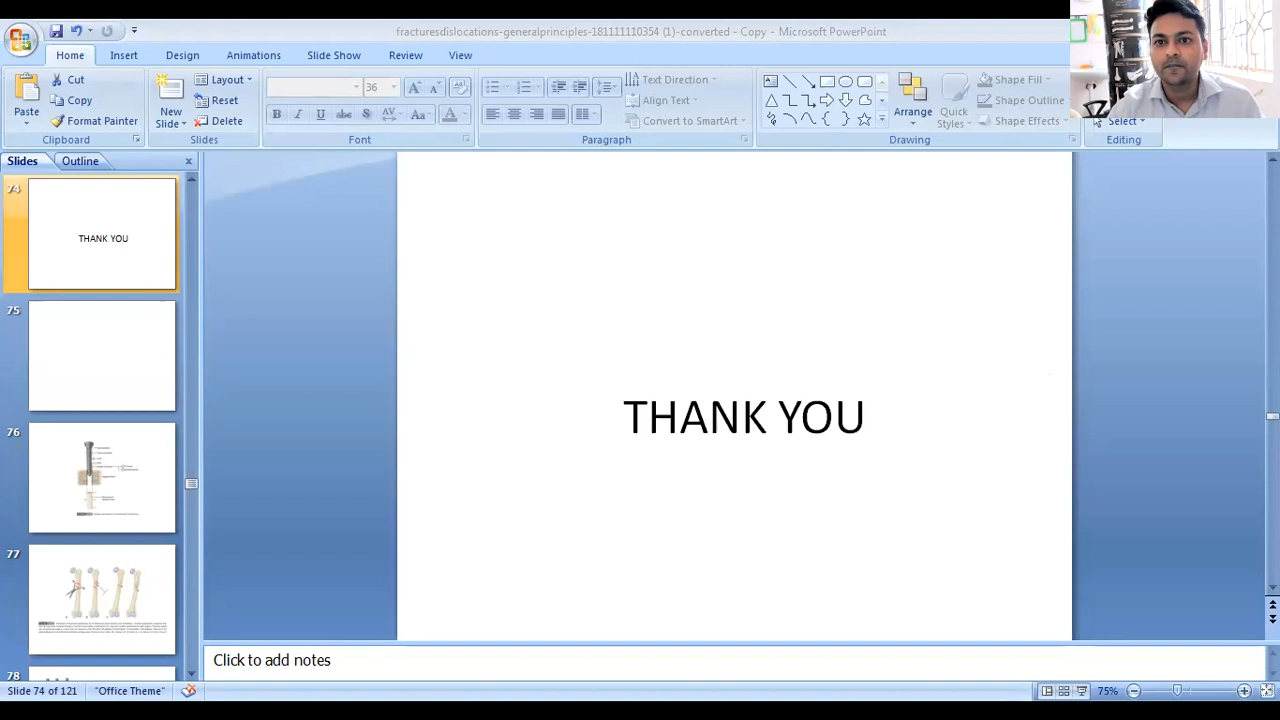 fracturesdislocations-generalprinciples-181111110354 (1)-converted - Copy - Microsoft PowerPoint
Home Insert Design Animations Slide Show Review View
Paste
Cut
Copy
Format Painter
Clipboard
New Slide
Layout
Reset
Delete
Slides
36
B I U abc S AV Aa A
Font
Text Direction
Align Text
Convert to SmartArt
Paragraph
Arrange
Quick Styles
Shape Fill
Shape Outline
Shape Effects
Drawing
Select
Editing
Slides Outline
74
THANK YOU
75
76
77
78
THANK YOU
Click to add notes
Slide 74 of 121 "Office Theme" 75%